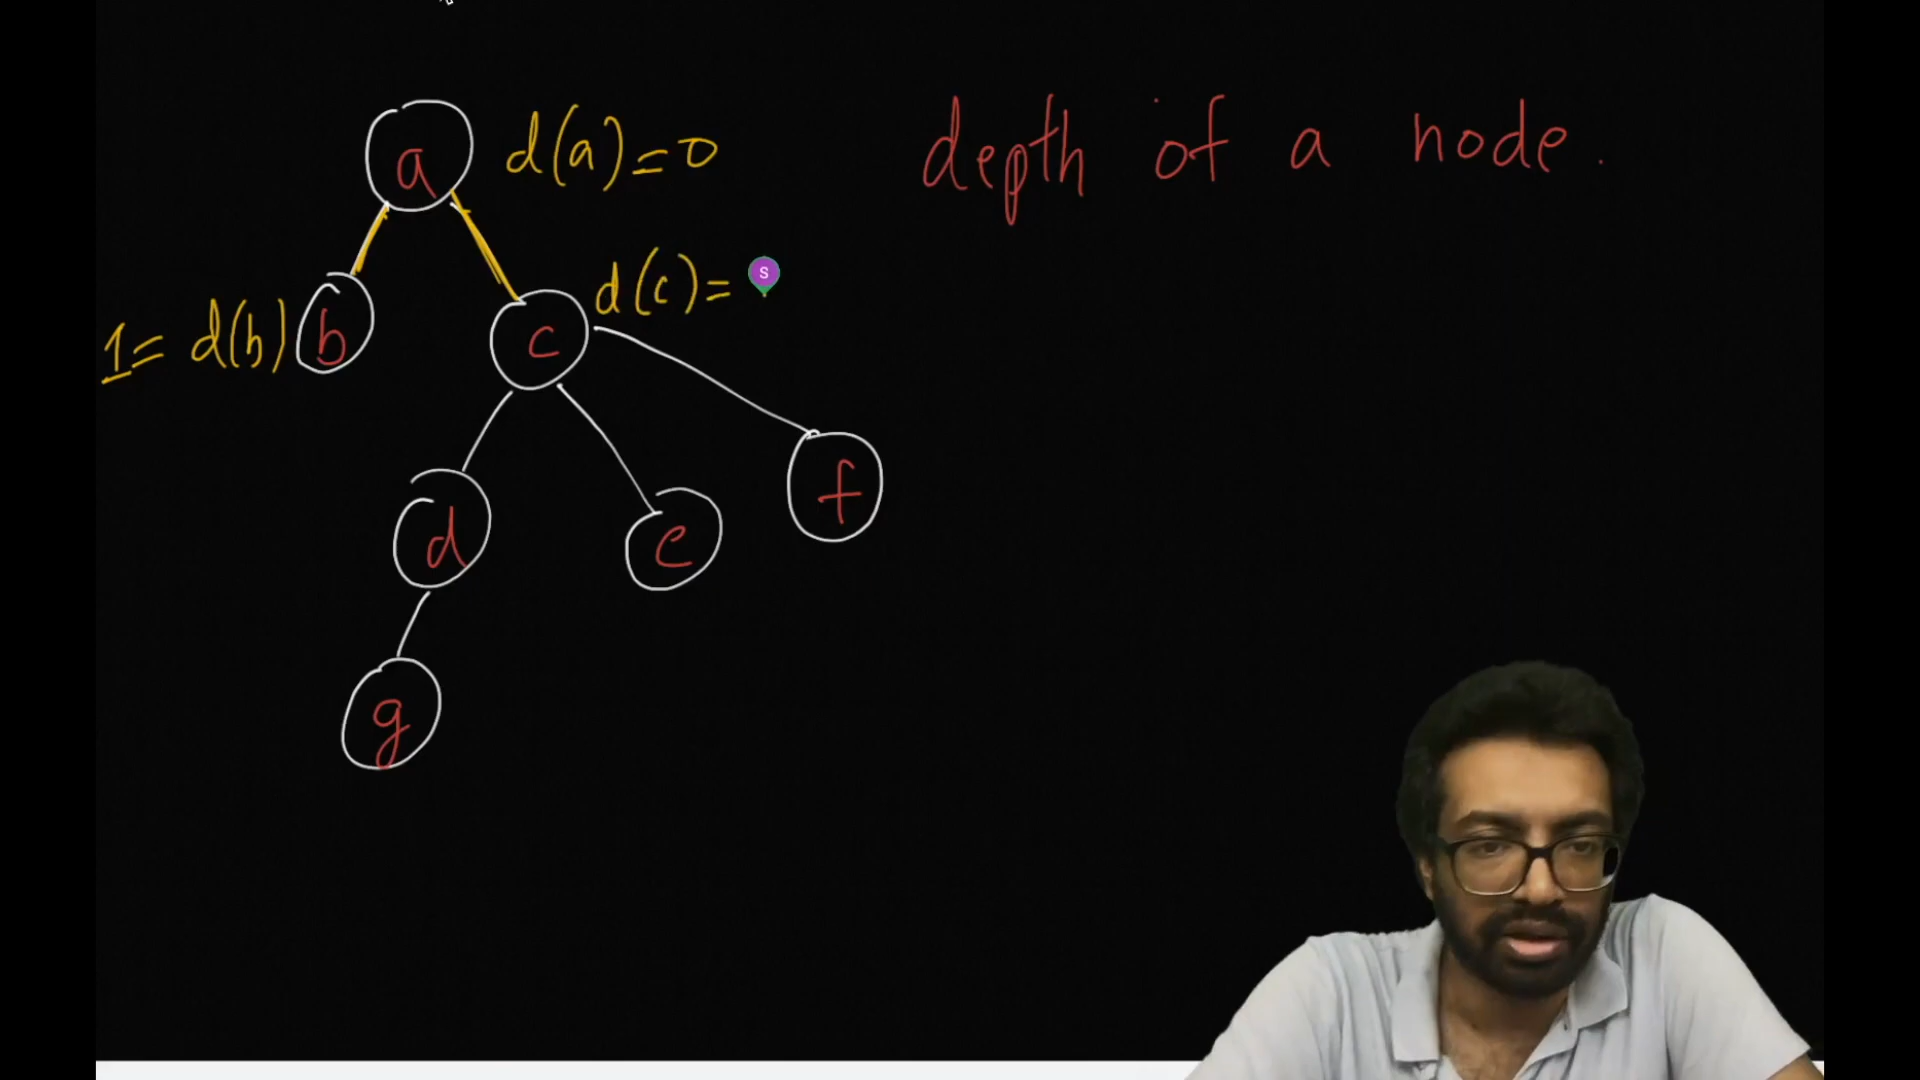 a d(a)=0 depth of a node.
1= d(b) b c d(c)= S
d e f
g